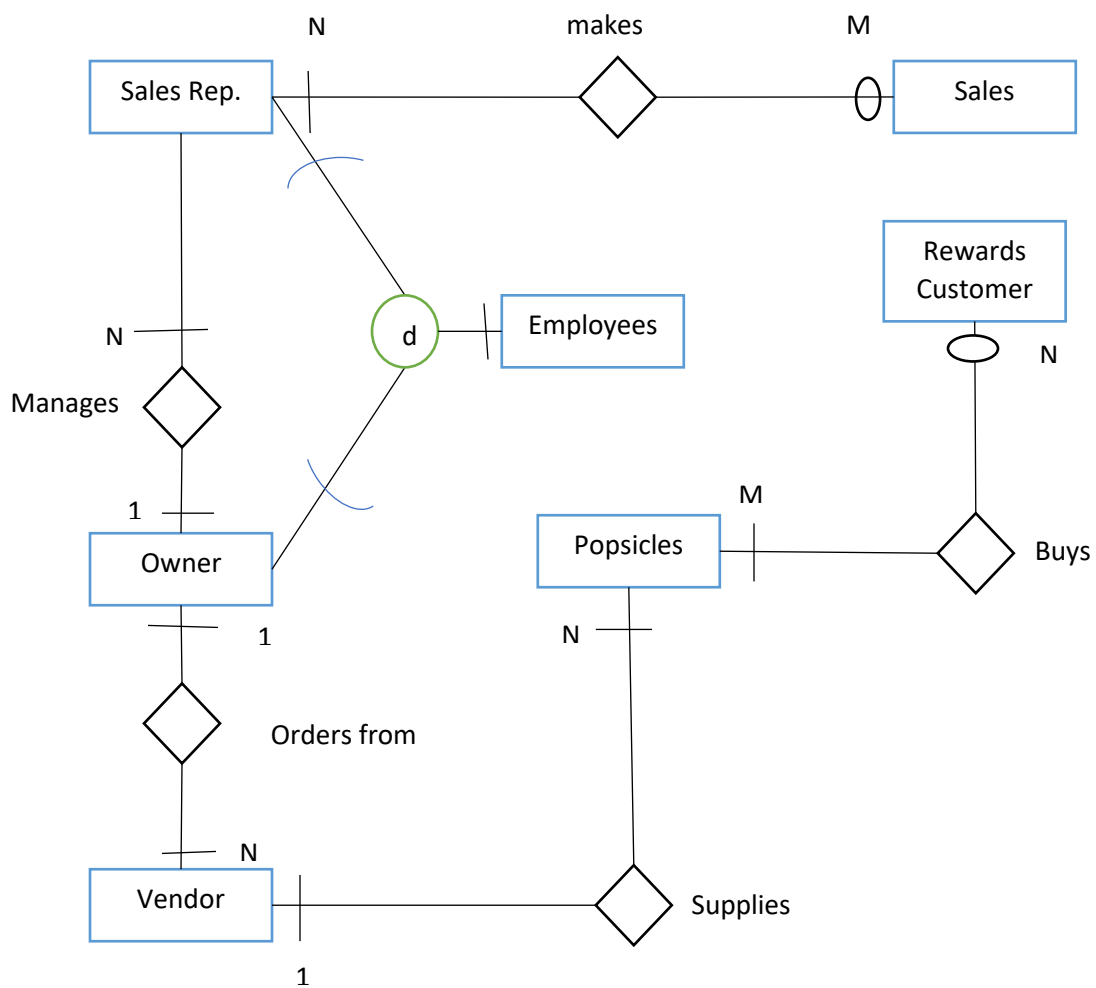 N
makes
M
Sales Rep.
Sales
Rewards
Customer
N
d
Employees
N
Manages
1
M
Owner
Popsicles
Buys
1
N
Orders from
N
Vendor
Supplies
1